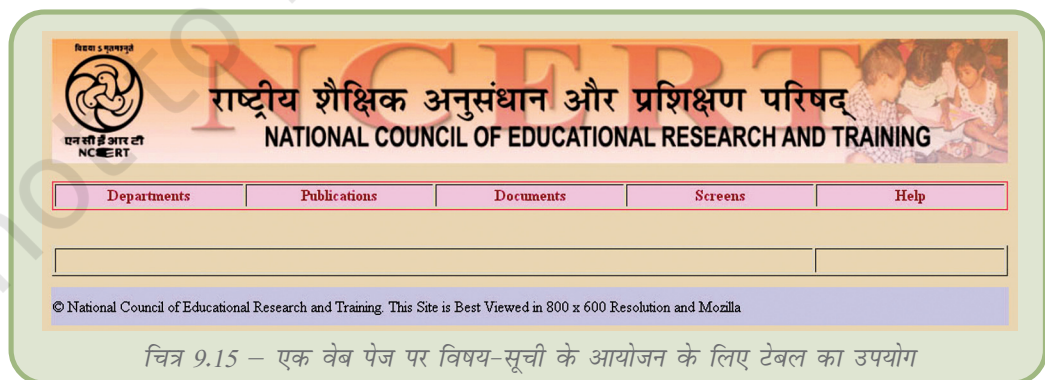 विद्यया ऽ मृतमश्नुते
एन सी ई आर टी
NCERT
NCERT
राष्ट्रीय शैक्षिक अनुसंधान और प्रशिक्षण परिषद्
NATIONAL COUNCIL OF EDUCATIONAL RESEARCH AND TRAINING
Departments Publications Documents Screens Help
© National Council of Educational Research and Training. This Site is Best Viewed in 800 x 600 Resolution and Mozilla
चित्र 9.15 – एक वेब पेज पर विषय-सूची के आयोजन के लिए टेबल का उपयोग